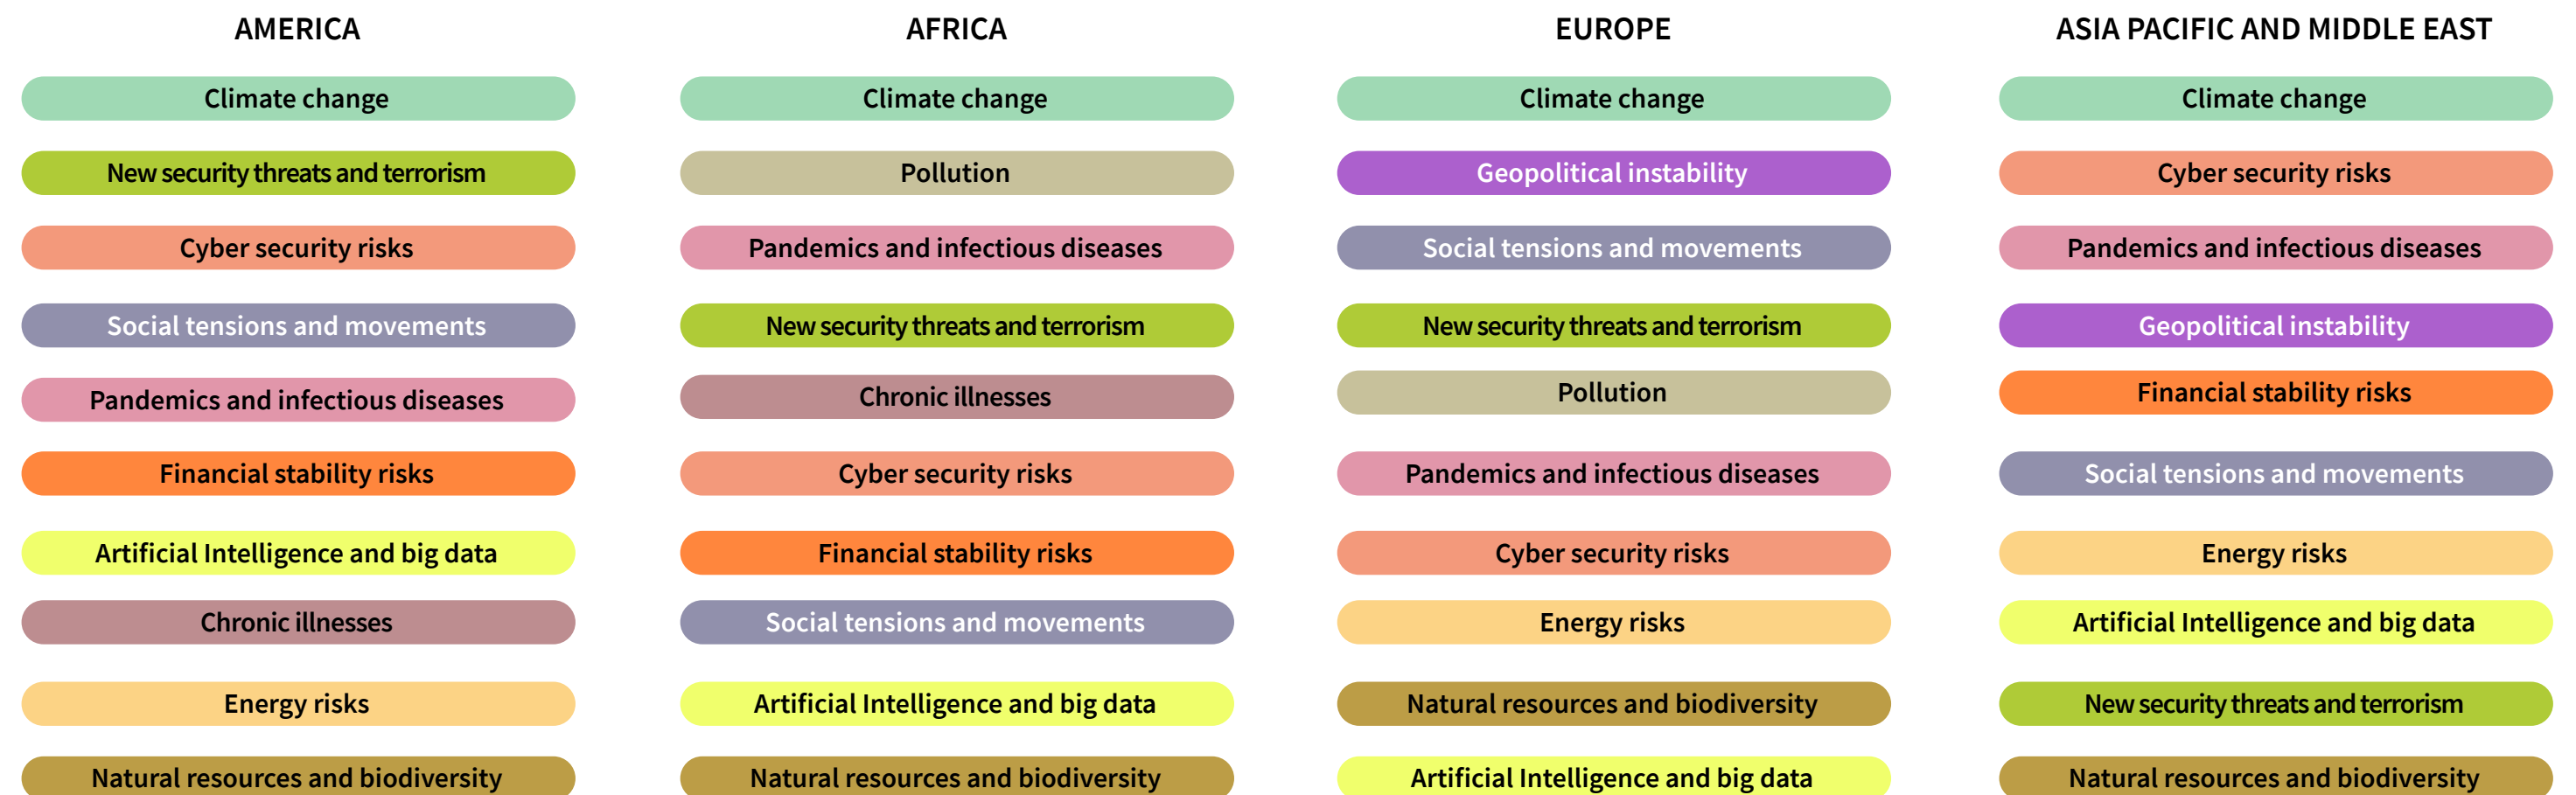 AMERICA
Climate change
New security threats and terrorism
Cyber security risks
Social tensions and movements
Pandemics and infectious diseases
Financial stability risks
Artificial Intelligence and big data
Chronic illnesses
Energy risks
Natural resources and biodiversity
AFRICA
Climate change
Pollution
Pandemics and infectious diseases
New security threats and terrorism
Chronic illnesses
Cyber security risks
Financial stability risks
Social tensions and movements
Artificial Intelligence and big data
Natural resources and biodiversity
EUROPE
Climate change
Geopolitical instability
Social tensions and movements
New security threats and terrorism
Pollution
Pandemics and infectious diseases
Cyber security risks
Energy risks
Natural resources and biodiversity
Artificial Intelligence and big data
ASIA PACIFIC AND MIDDLE EAST
Climate change
Cyber security risks
Pandemics and infectious diseases
Geopolitical instability
Financial stability risks
Social tensions and movements
Energy risks
Artificial Intelligence and big data
New security threats and terrorism
Natural resources and biodiversity